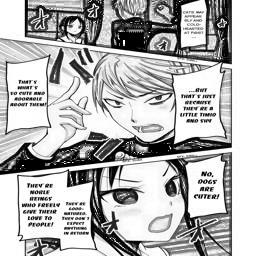 CATS MAY
APPEAR
SLY AND
COLD-
HEARTED
AT FIRST
...BUT
THAT'S JUST
BECAUSE
THEY'RE A
LITTLE TIMID
AND SHY
THAT'S
WHAT'S
SO CUTE AND
ADORABLE
ABOUT THEM!
NO,
DOGS
ARE
CUTER!
THEY'RE
GOOD-
NATURED.
THEY DON'T
EXPECT
ANYTHING
IN RETURN
THEY'RE
NOBLE
BEINGS
WHO FREELY
GIVE THEIR
LOVE TO
PEOPLE!